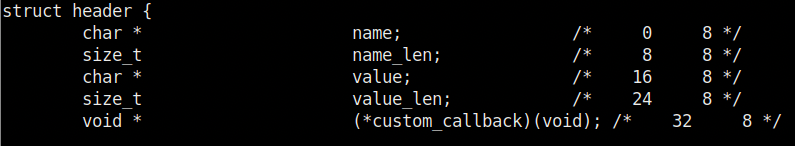 struct header {
        char *                     name;                 /*     0     8 */
        size_t                     name_len;             /*     8     8 */
        char *                     value;                /*    16     8 */
        size_t                     value_len;            /*    24     8 */
        void *                     (*custom_callback)(void); /*    32     8 */